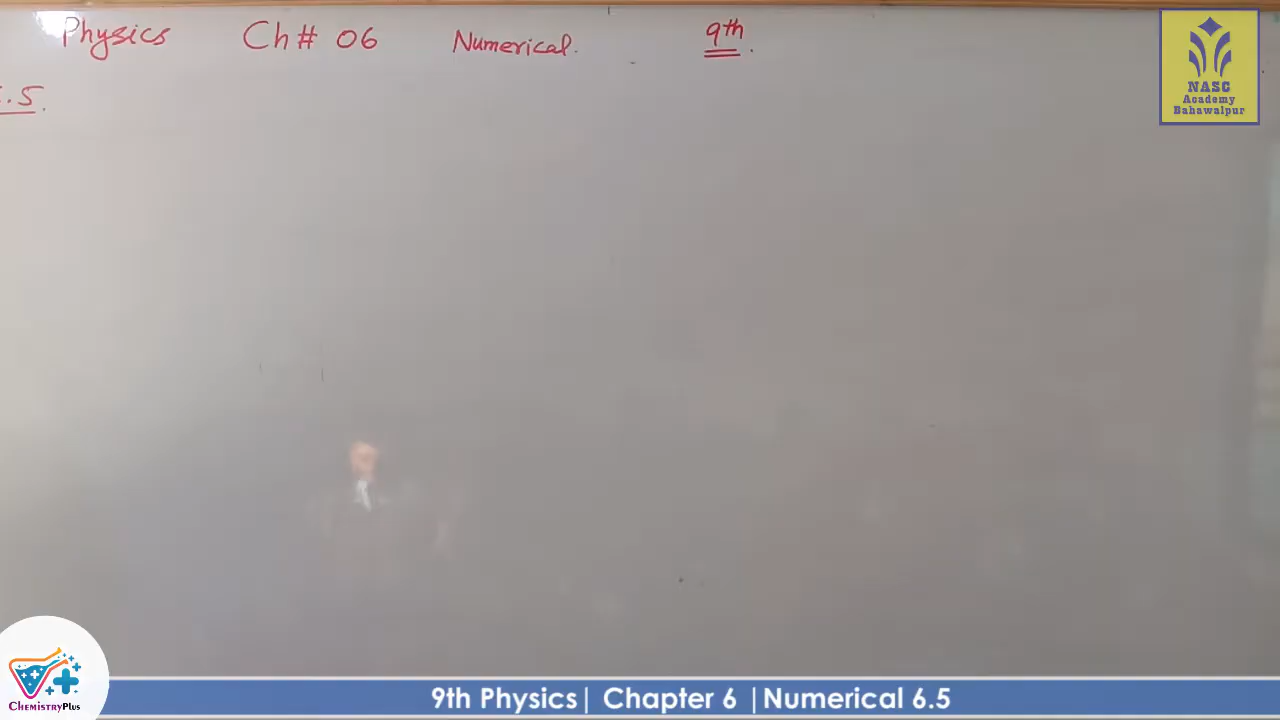 Physics Ch# 06 Numerical. 9th.
.5.
NASC
Academy
Bahawalpur
CHEMISTRYPlus
9th Physics| Chapter 6 |Numerical 6.5